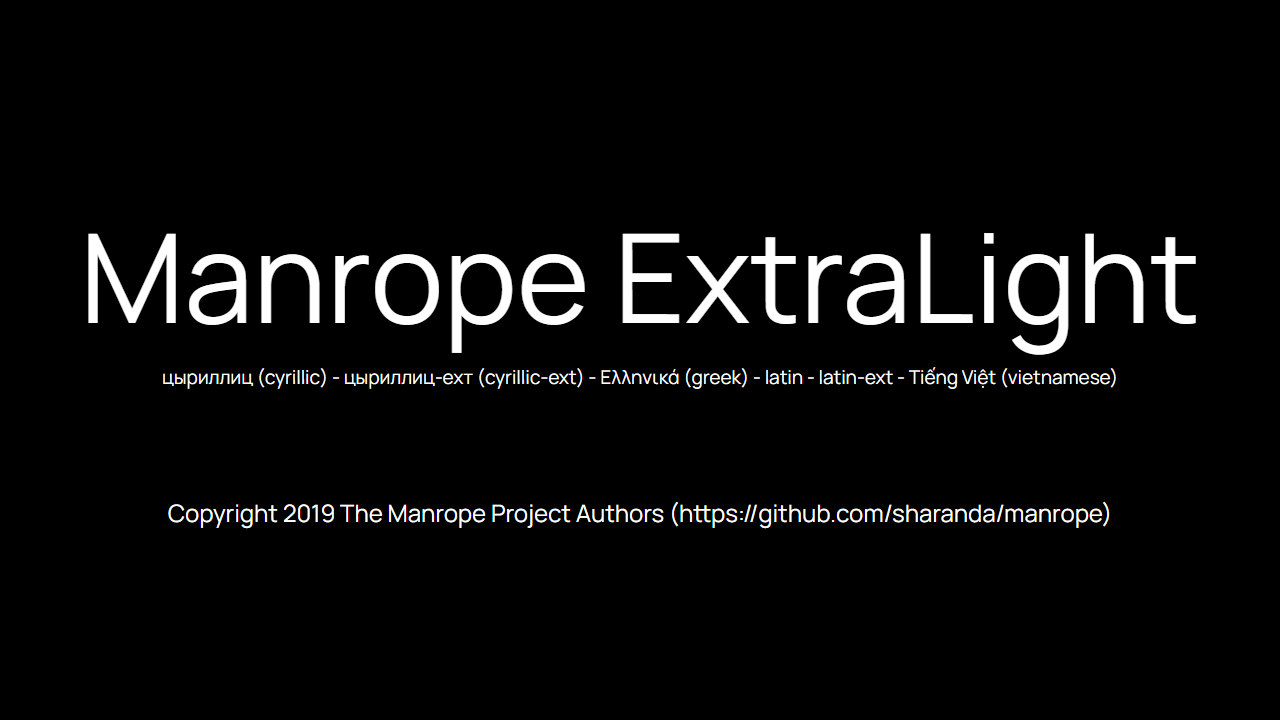 Manrope ExtraLight
цыриллиц (cyrillic) - цыриллиц-ехт (cyrillic-ext) - Ελληνικά (greek) - latin - latin-ext - Tiếng Việt (vietnamese)
Copyright 2019 The Manrope Project Authors (https://github.com/sharanda/manrope)